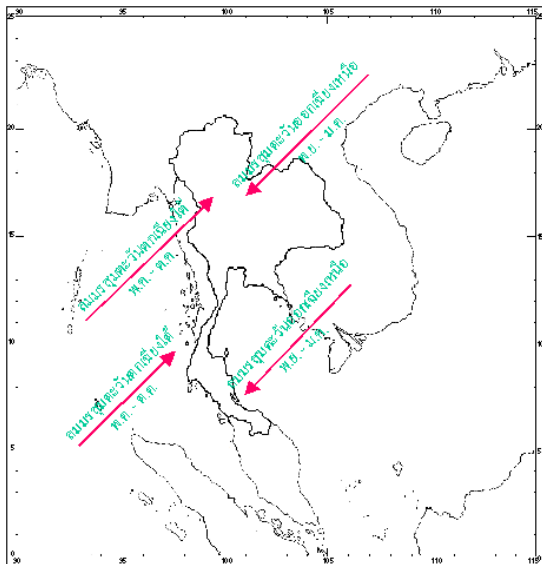 90 95 100 105 110 115
25
20
15
10
5
0
ลมมรสุมตะวันออกเฉียงเหนือ
พ.ย. - ม.ค.
ลมมรสุมตะวันตกเฉียงใต้
พ.ค. - ต.ค.
ลมมรสุมตะวันออกเฉียงเหนือ
พ.ย. - ม.ค.
ลมมรสุมตะวันตกเฉียงใต้
พ.ค. - ต.ค.
25
20
15
10
5
0
90 95 100 105 110 115